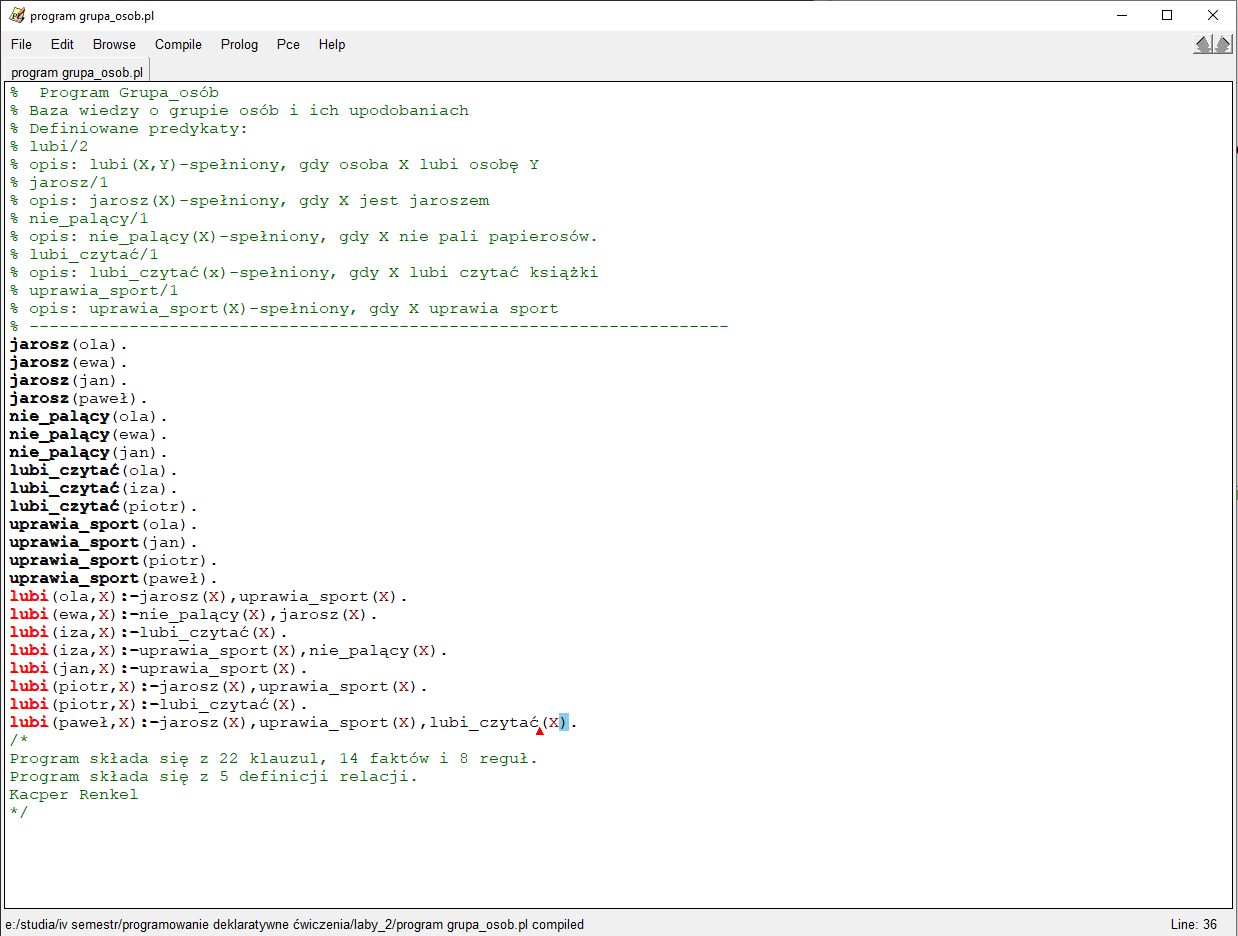 program grupa_osob.pl
File Edit Browse Compile Prolog Pce Help
program grupa_osob.pl
%  Program Grupa_osób
% Baza wiedzy o grupie osób i ich upodobaniach
% Definiowane predykaty:
% lubi/2
% opis: lubi(X,Y)-spełniony, gdy osoba X lubi osobę Y
% jarosz/1
% opis: jarosz(X)-spełniony, gdy X jest jaroszem
% nie_palący/1
% opis: nie_palący(X)-spełniony, gdy X nie pali papierosów.
% lubi_czytać/1
% opis: lubi_czytać(x)-spełniony, gdy X lubi czytać książki
% uprawia_sport/1
% opis: uprawia_sport(X)-spełniony, gdy X uprawia sport
% ----------------------------------------------------------------------
jarosz(ola).
jarosz(ewa).
jarosz(jan).
jarosz(paweł).
nie_palący(ola).
nie_palący(ewa).
nie_palący(jan).
lubi_czytać(ola).
lubi_czytać(iza).
lubi_czytać(piotr).
uprawia_sport(ola).
uprawia_sport(jan).
uprawia_sport(piotr).
uprawia_sport(paweł).
lubi(ola,X):-jarosz(X),uprawia_sport(X).
lubi(ewa,X):-nie_palący(X),jarosz(X).
lubi(iza,X):-lubi_czytać(X).
lubi(iza,X):-uprawia_sport(X),nie_palący(X).
lubi(jan,X):-uprawia_sport(X).
lubi(piotr,X):-jarosz(X),uprawia_sport(X).
lubi(piotr,X):-lubi_czytać(X).
lubi(paweł,X):-jarosz(X),uprawia_sport(X),lubi_czytać(X).
/*
Program składa się z 22 klauzul, 14 faktów i 8 reguł.
Program składa się z 5 definicji relacji.
Kacper Renkel
*/
e:/studia/iv semestr/programowanie deklaratywne ćwiczenia/laby_2/program grupa_osob.pl compiled Line: 36